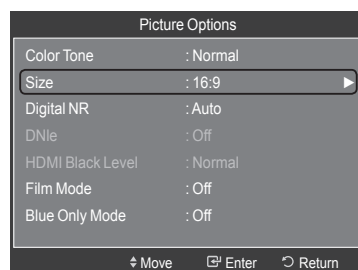 Picture Options
Color Tone : Normal
Size : 16:9
Digital NR : Auto
DNIe : Off
HDMI Black Level : Normal
Film Mode : Off
Blue Only Mode : Off
Move Enter Return